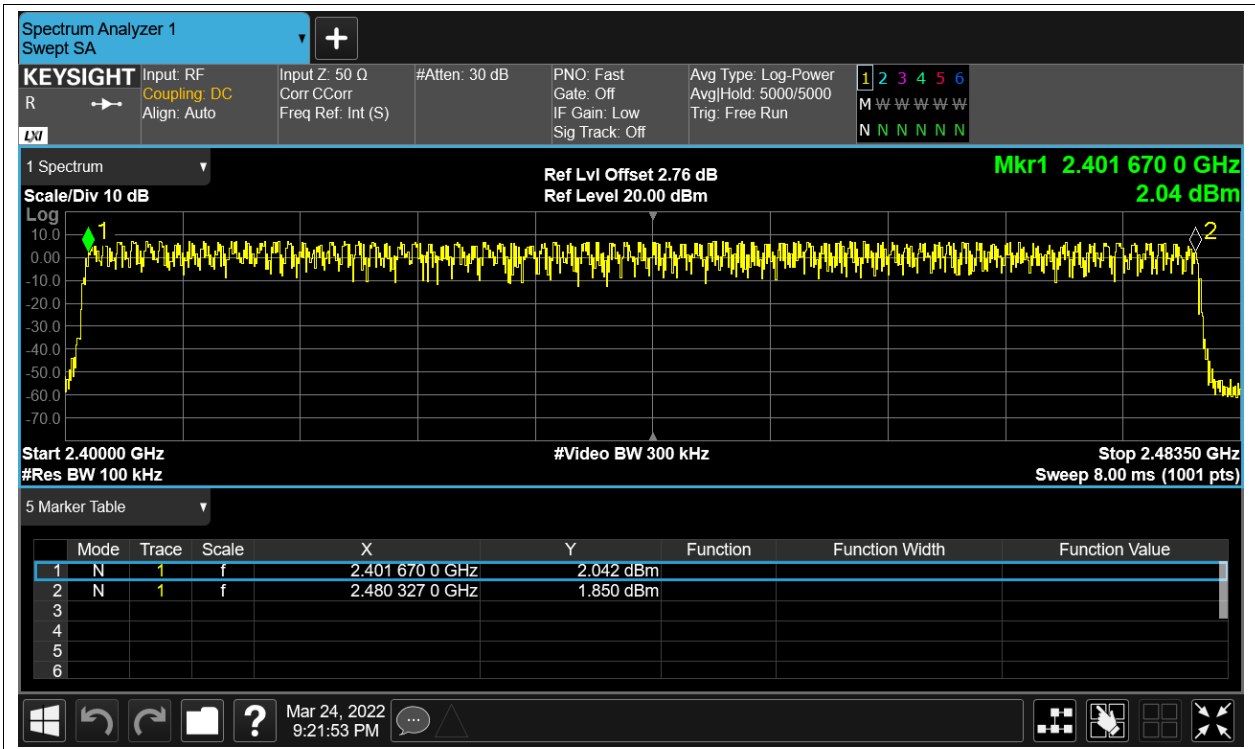 Spectrum Analyzer 1
Swept SA
KEYSIGHT Input: RF Input Z: 50 Ω #Atten: 30 dB PNO: Fast Avg Type: Log-Power 1 2 3 4 5 6
R Coupling: DC Corr CCorr Gate: Off Avg|Hold: 5000/5000 M W W W W W
Align: Auto Freq Ref: Int (S) IF Gain: Low Trig: Free Run
LXI Sig Track: Off N N N N N N
1 Spectrum Ref Lvl Offset 2.76 dB Mkr1 2.401 670 0 GHz
Scale/Div 10 dB Ref Level 20.00 dBm 2.04 dBm
Log
1 2
10.0
0.00
-10.0
-20.0
-30.0
-40.0
-50.0
-60.0
-70.0
Start 2.40000 GHz #Video BW 300 kHz Stop 2.48350 GHz
#Res BW 100 kHz Sweep 8.00 ms (1001 pts)
5 Marker Table
Mode Trace Scale X Y Function Function Width Function Value
1 N 1 f 2.401 670 0 GHz 2.042 dBm
2 N 1 f 2.480 327 0 GHz 1.850 dBm
3
4
5
6
? Mar 24, 2022
9:21:53 PM